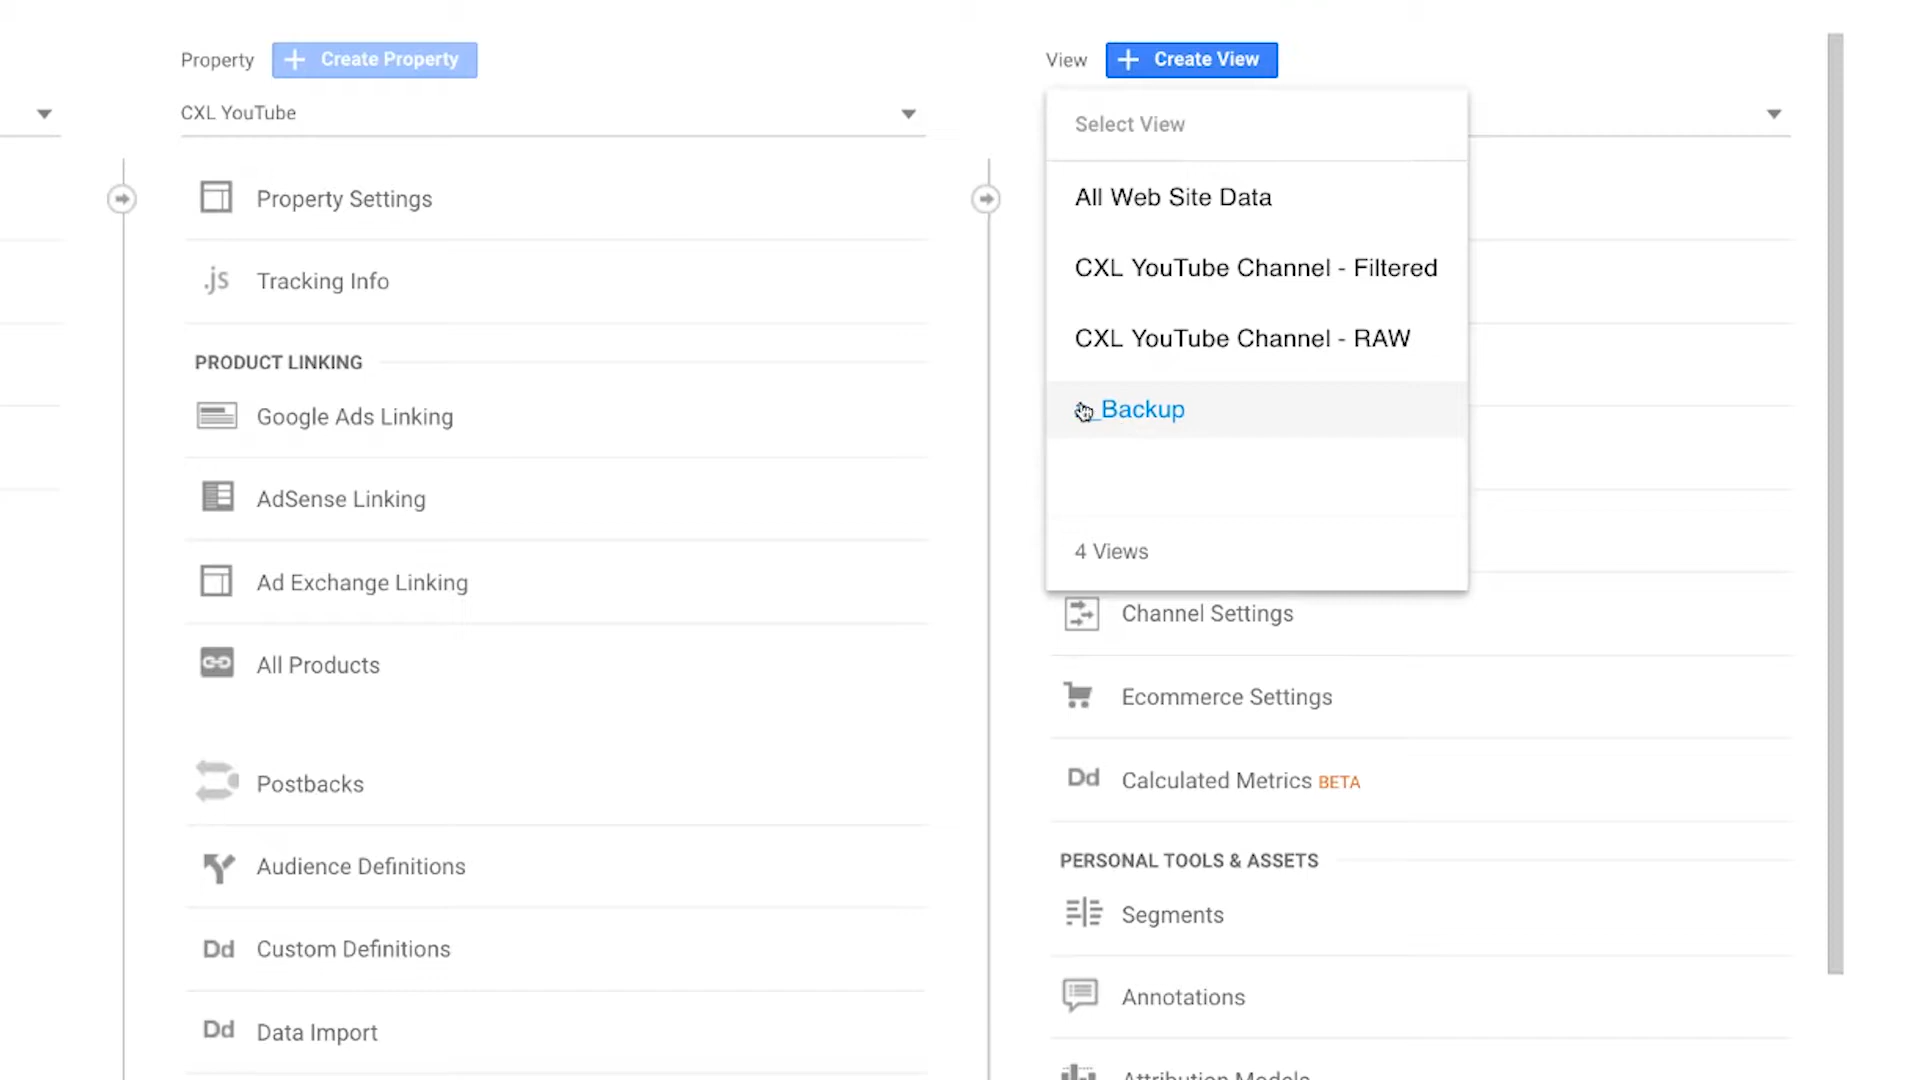 Property
Create Property
CXL YouTube
Property Settings
.js Tracking Info
PRODUCT LINKING
Google Ads Linking
AdSense Linking
Ad Exchange Linking
All Products
Postbacks
Audience Definitions
Dd Custom Definitions
Dd Data Import
View
Create View
Select View
All Web Site Data
CXL YouTube Channel - Filtered
CXL YouTube Channel - RAW
_Backup
4 Views
Channel Settings
Ecommerce Settings
Dd Calculated Metrics BETA
PERSONAL TOOLS & ASSETS
Segments
Annotations
Attribution Models